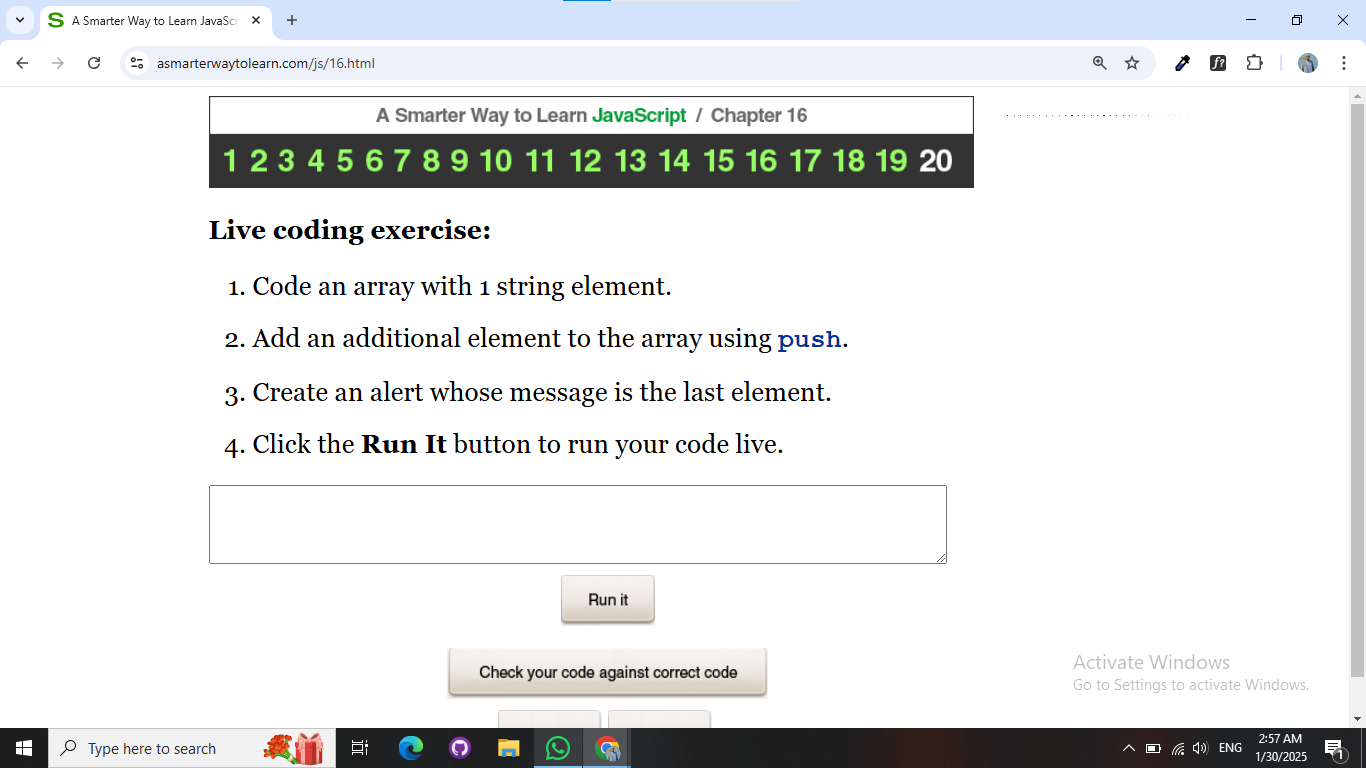 A Smarter Way to Learn JavaScr
asmarterwaytolearn.com/js/16.html
f?
A Smarter Way to Learn JavaScript / Chapter 16
1 2 3 4 5 6 7 8 9 10 11 12 13 14 15 16 17 18 19 20
Live coding exercise:
1. Code an array with 1 string element.
2. Add an additional element to the array using push.
3. Create an alert whose message is the last element.
4. Click the Run It button to run your code live.
Run it
Check your code against correct code
Activate Windows
Go to Settings to activate Windows.
Type here to search
ENG
2:57 AM
1/30/2025
1